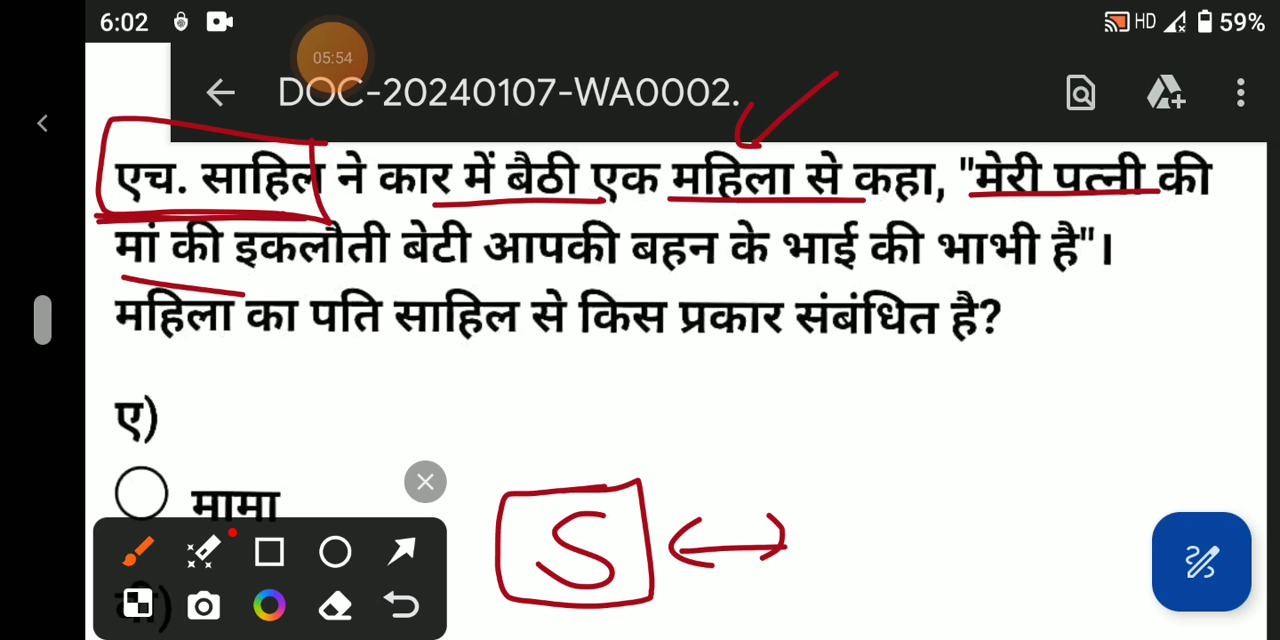 6:02
HD
59%
05:54
DOC-20240107-WA0002.
एच. साहिल ने कार में बैठी एक महिला से कहा, "मेरी पत्नी की
मां की इकलौती बेटी आपकी बहन के भाई की भाभी है"।
महिला का पति साहिल से किस प्रकार संबंधित है?
ए)
मामा
S